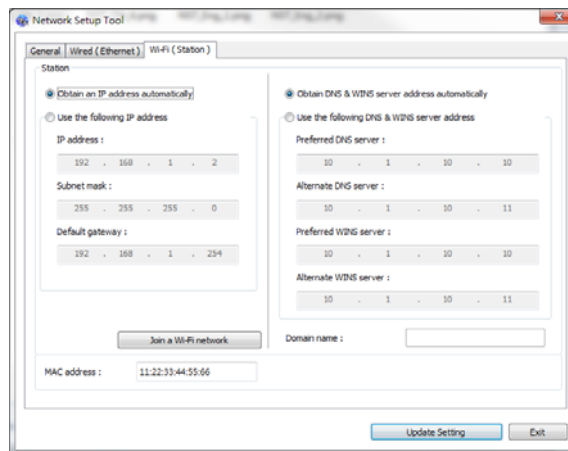 Network Setup Tool
General Wired ( Ethernet ) Wi-Fi ( Station )
Station
Obtain an IP address automatically
Use the following IP address
IP address :
192 . 168 . 1 . 2
Subnet mask :
255 . 255 . 255 . 0
Default gateway :
192 . 168 . 1 . 254
Join a Wi-Fi network
Obtain DNS & WINS server address automatically
Use the following DNS & WINS server address
Preferred DNS server :
10 . 1 . 10 . 10
Alternate DNS server :
10 . 1 . 10 . 11
Preferred WINS server :
10 . 1 . 10 . 10
Alternate WINS server :
10 . 1 . 10 . 11
Domain name :
MAC address : 11:22:33:44:55:66
Update Setting Exit